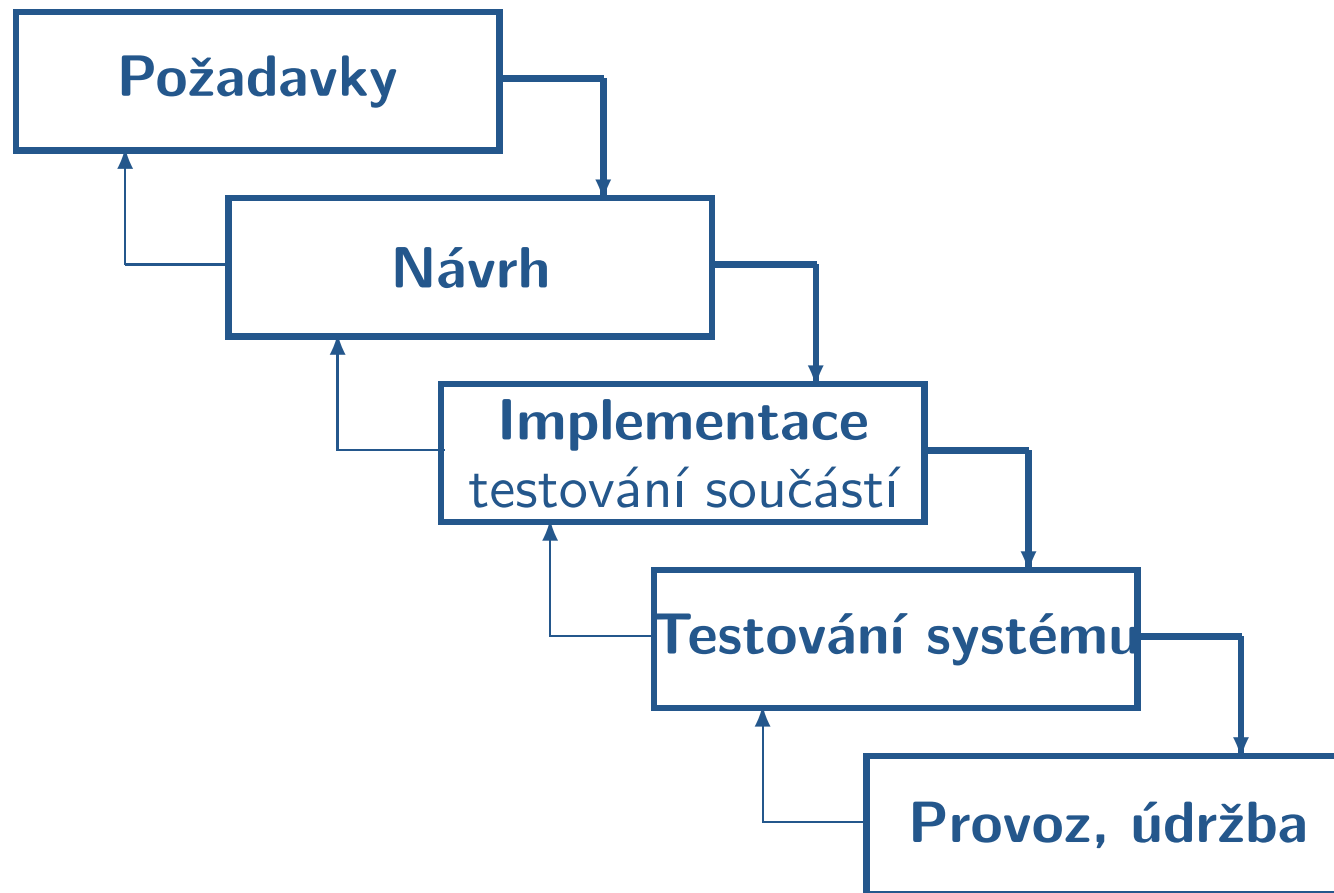 Požadavky
Návrh
Implementace
testování součástí
Testování systému
Provoz, údržba